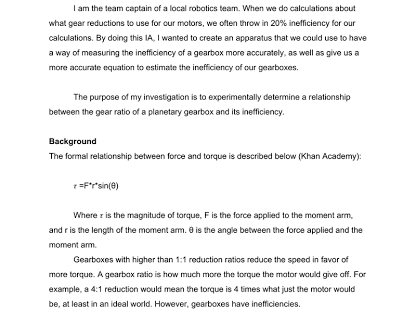 I am the team captain of a local robotics team. When we do calculations about
what gear reductions to use for our motors, we often throw in 20% inefficiency for our
calculations. By doing this IA, I wanted to create an apparatus that we could use to have
a way of measuring the inefficiency of a gearbox more accurately, as well as give us a
more accurate equation to estimate the inefficiency of our gearboxes.
The purpose of my investigation is to experimentally determine a relationship
between the gear ratio of a planetary gearbox and its inefficiency.
Background
The formal relationship between force and torque is described below (Khan Academy):
τ =F*r*sin(θ)
Where τ is the magnitude of torque, F is the force applied to the moment arm,
and r is the length of the moment arm. θ is the angle between the force applied and the
moment arm.
Gearboxes with higher than 1:1 reduction ratios reduce the speed in favor of
more torque. A gearbox ratio is how much more the torque the motor would give off. For
example, a 4:1 reduction would mean the torque is 4 times what just the motor would
be, at least in an ideal world. However, gearboxes have inefficiencies.